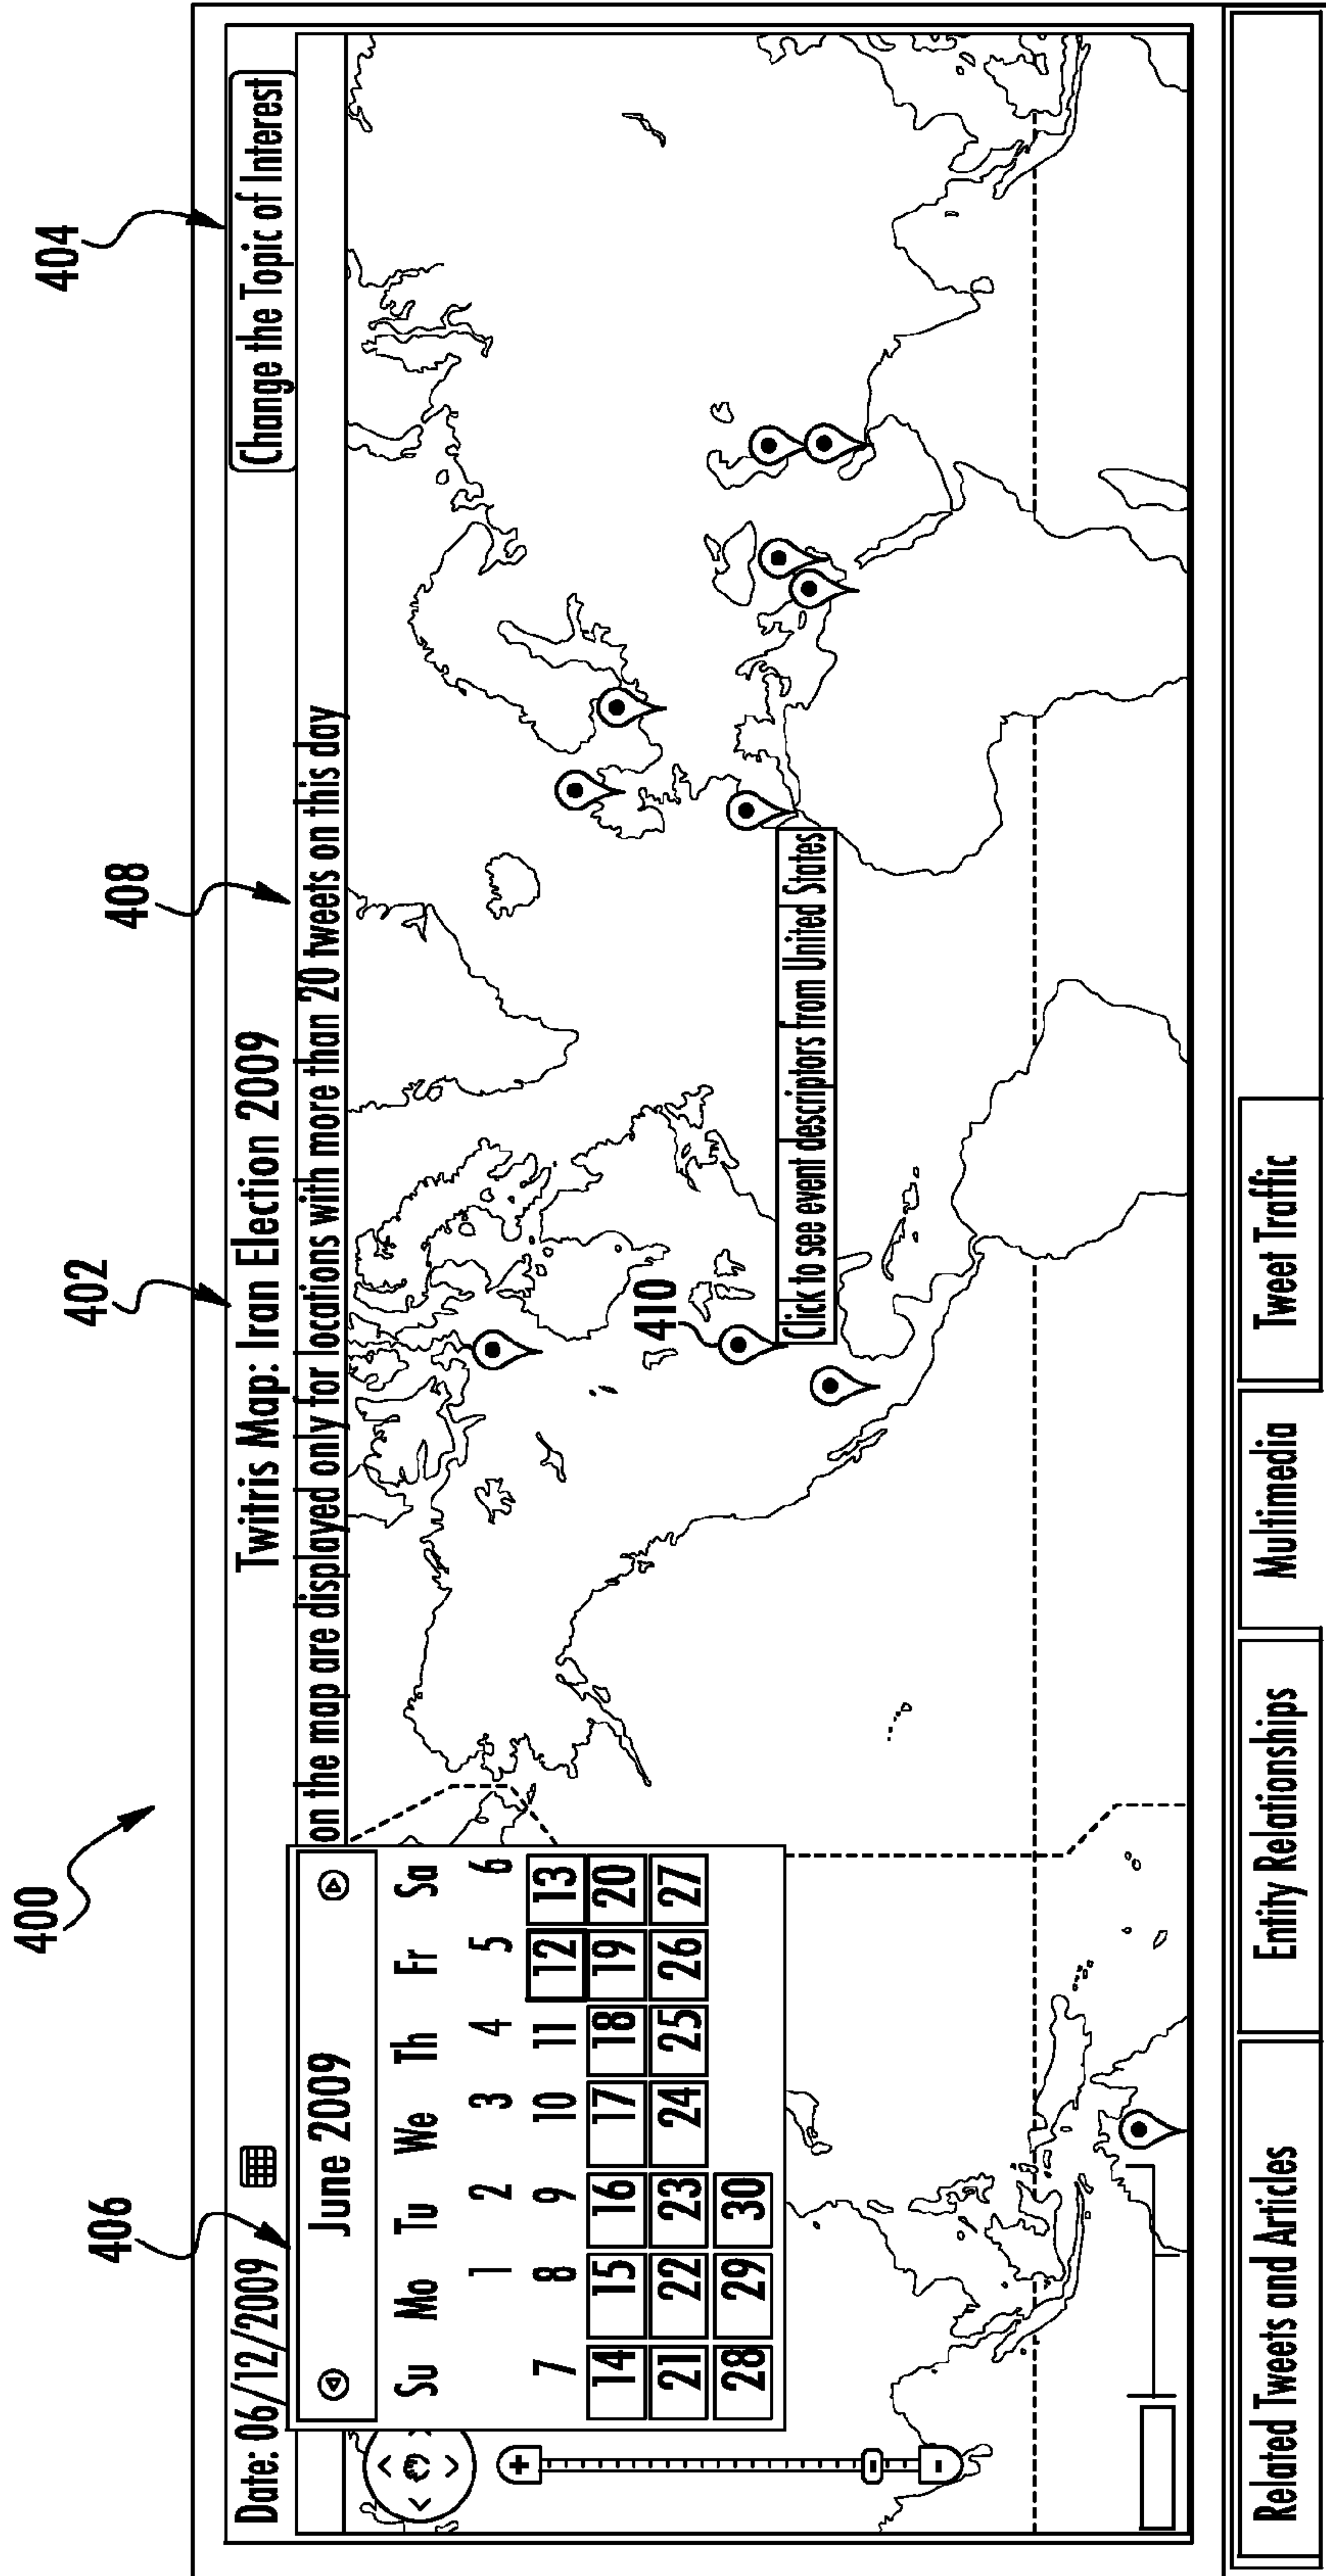 400
402
404
406
408
Date: 06/12/2009
Twitris Map: Iran Election 2009
Change the Topic of Interest
on the map are displayed only for locations with more than 20 tweets on this day
June 2009
Su Mo Tu We Th Fr Sa
1 2 3 4 5 6
7 8 9 10 11 12 13
14 15 16 17 18 19 20
21 22 23 24 25 26 27
28 29 30
+
-
410
Click to see event descriptors from United States
Related Tweets and Articles
Entity Relationships
Multimedia
Tweet Traffic